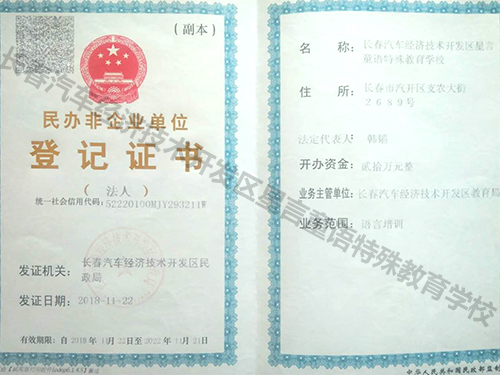 （副本）
民办非企业单位
登记证书
（法人）
统一社会信用代码：52220100MJY293211W
发证机关：
长春汽车经济技术开发区民
政局
发证日期：
2018-11-22
有效期限：自2018年11月22日至2022年11月21日
名 称：
长春汽车经济技术开发区星言
童语特殊教育学校
住 所：
长春市汽开区支农大街
2689号
法定代表人：
韩韬
开办资金：
贰拾万元整
业务主管单位：
长春汽车经济技术开发区教育局
业务范围：
语言培训
中华人民共和国民政部监制
长春汽车经济技术开发区星言童语特殊教育学校